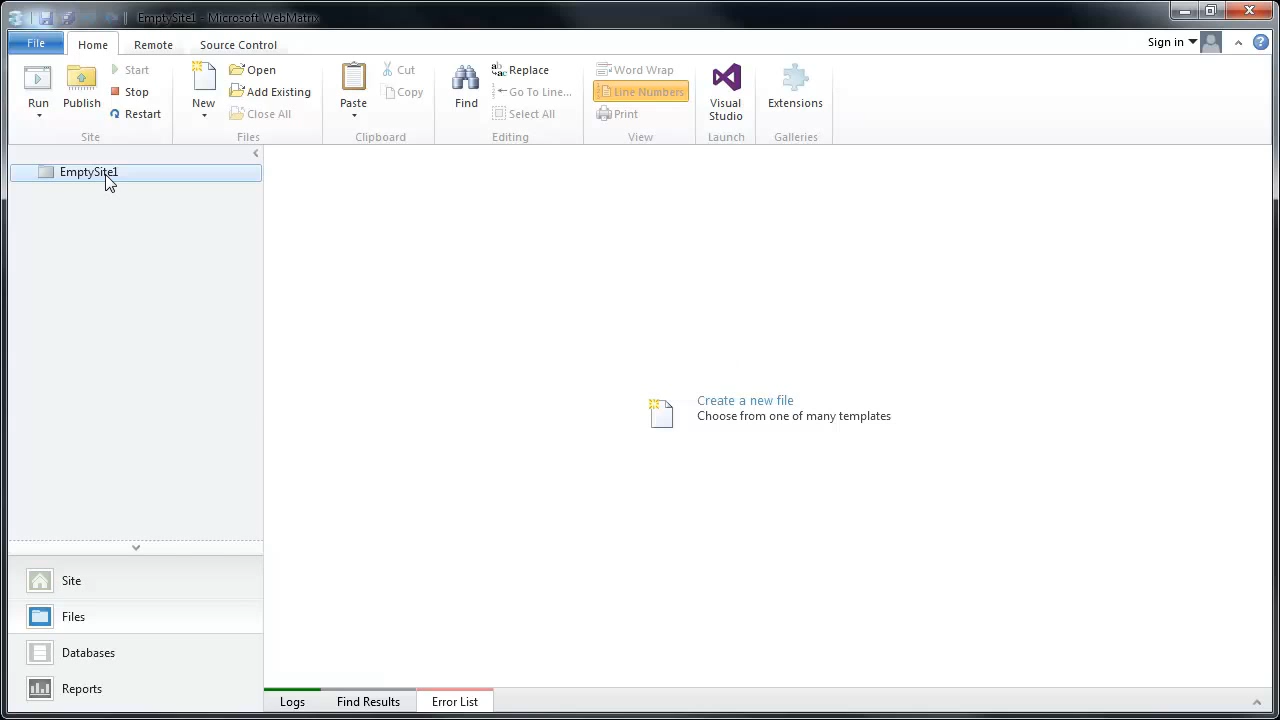 EmptySite1 - Microsoft WebMatrix
File
Home
Remote
Source Control
Sign in
Run
Publish
Start
Stop
Restart
Site
New
Open
Add Existing
Close All
Files
Paste
Cut
Copy
Clipboard
Find
Replace
Go To Line...
Select All
Editing
Word Wrap
Line Numbers
Print
View
Visual
Studio
Launch
Extensions
Galleries
EmptySite1
Create a new file
Choose from one of many templates
Site
Files
Databases
Reports
Logs
Find Results
Error List